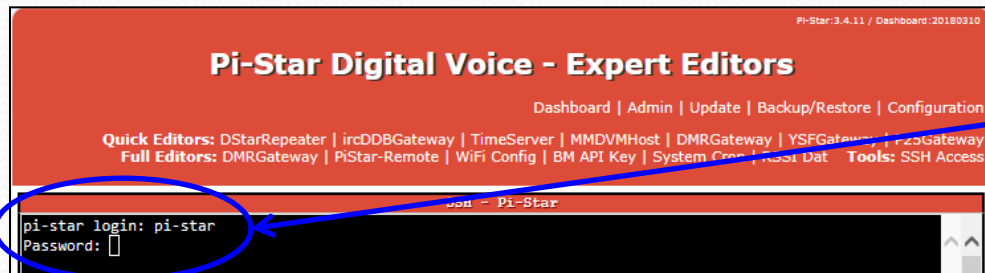 Pi-Star:3.4.11 / Dashboard:20180310
Pi-Star Digital Voice - Expert Editors
Dashboard | Admin | Update | Backup/Restore | Configuration
Quick Editors: DStarRepeater | ircDDBGateway | TimeServer | MMDVMHost | DMRGateway | YSFGateway | P25Gateway
Full Editors: DMRGateway | PiStar-Remote | WiFi Config | BM API Key | System Cron | RSSI Dat Tools: SSH Access
SSH - Pi-Star
pi-star login: pi-star
Password: